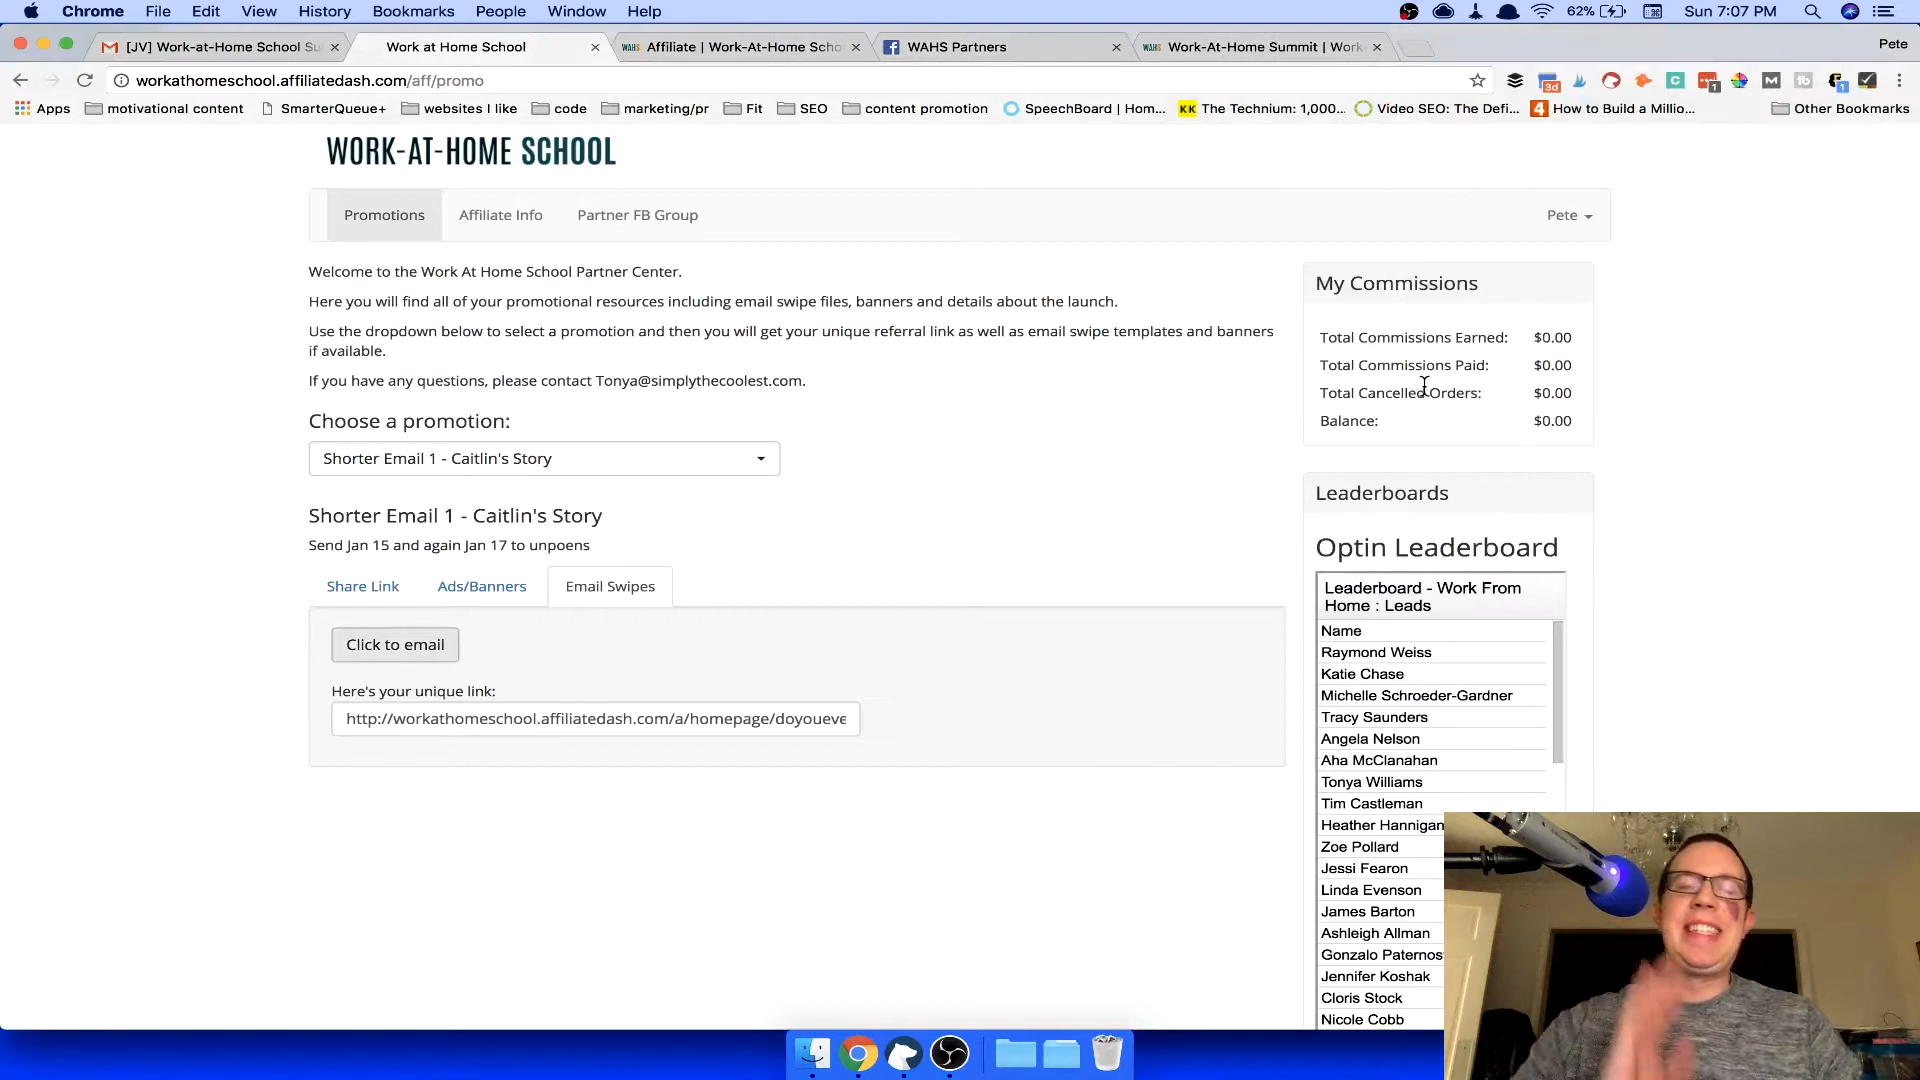 Chrome File Edit View History Bookmarks People Window Help 62% Sun 7:07 PM
[JV] Work-at-Home School Su Work at Home School Affiliate | Work-At-Home Scho WAHS Partners Work-At-Home Summit | Work Pete
workathomeschool.affiliatedash.com/aff/promo
Apps motivational content SmarterQueue+ websites I like code marketing/pr Fit SEO content promotion SpeechBoard | Hom... KK The Technium: 1,000... Video SEO: The Defi... 4 How to Build a Millio... Other Bookmarks
WORK-AT-HOME SCHOOL
Promotions Affiliate Info Partner FB Group Pete
Welcome to the Work At Home School Partner Center.
Here you will find all of your promotional resources including email swipe files, banners and details about the launch.
Use the dropdown below to select a promotion and then you will get your unique referral link as well as email swipe templates and banners
if available.
If you have any questions, please contact Tonya@simplythecoolest.com.
Choose a promotion:
Shorter Email 1 - Caitlin's Story
Shorter Email 1 - Caitlin's Story
Send Jan 15 and again Jan 17 to unpoens
Share Link Ads/Banners Email Swipes
Click to email
Here's your unique link:
http://workathomeschool.affiliatedash.com/a/homepage/doyoueve
My Commissions
Total Commissions Earned: $0.00
Total Commissions Paid: $0.00
Total Cancelled Orders: $0.00
Balance: $0.00
Leaderboards
Optin Leaderboard
Leaderboard - Work From
Home : Leads
Name
Raymond Weiss
Katie Chase
Michelle Schroeder-Gardner
Tracy Saunders
Angela Nelson
Aha McClanahan
Tonya Williams
Tim Castleman
Heather Hannigan
Zoe Pollard
Jessi Fearon
Linda Evenson
James Barton
Ashleigh Allman
Gonzalo Paternos
Jennifer Koshak
Cloris Stock
Nicole Cobb